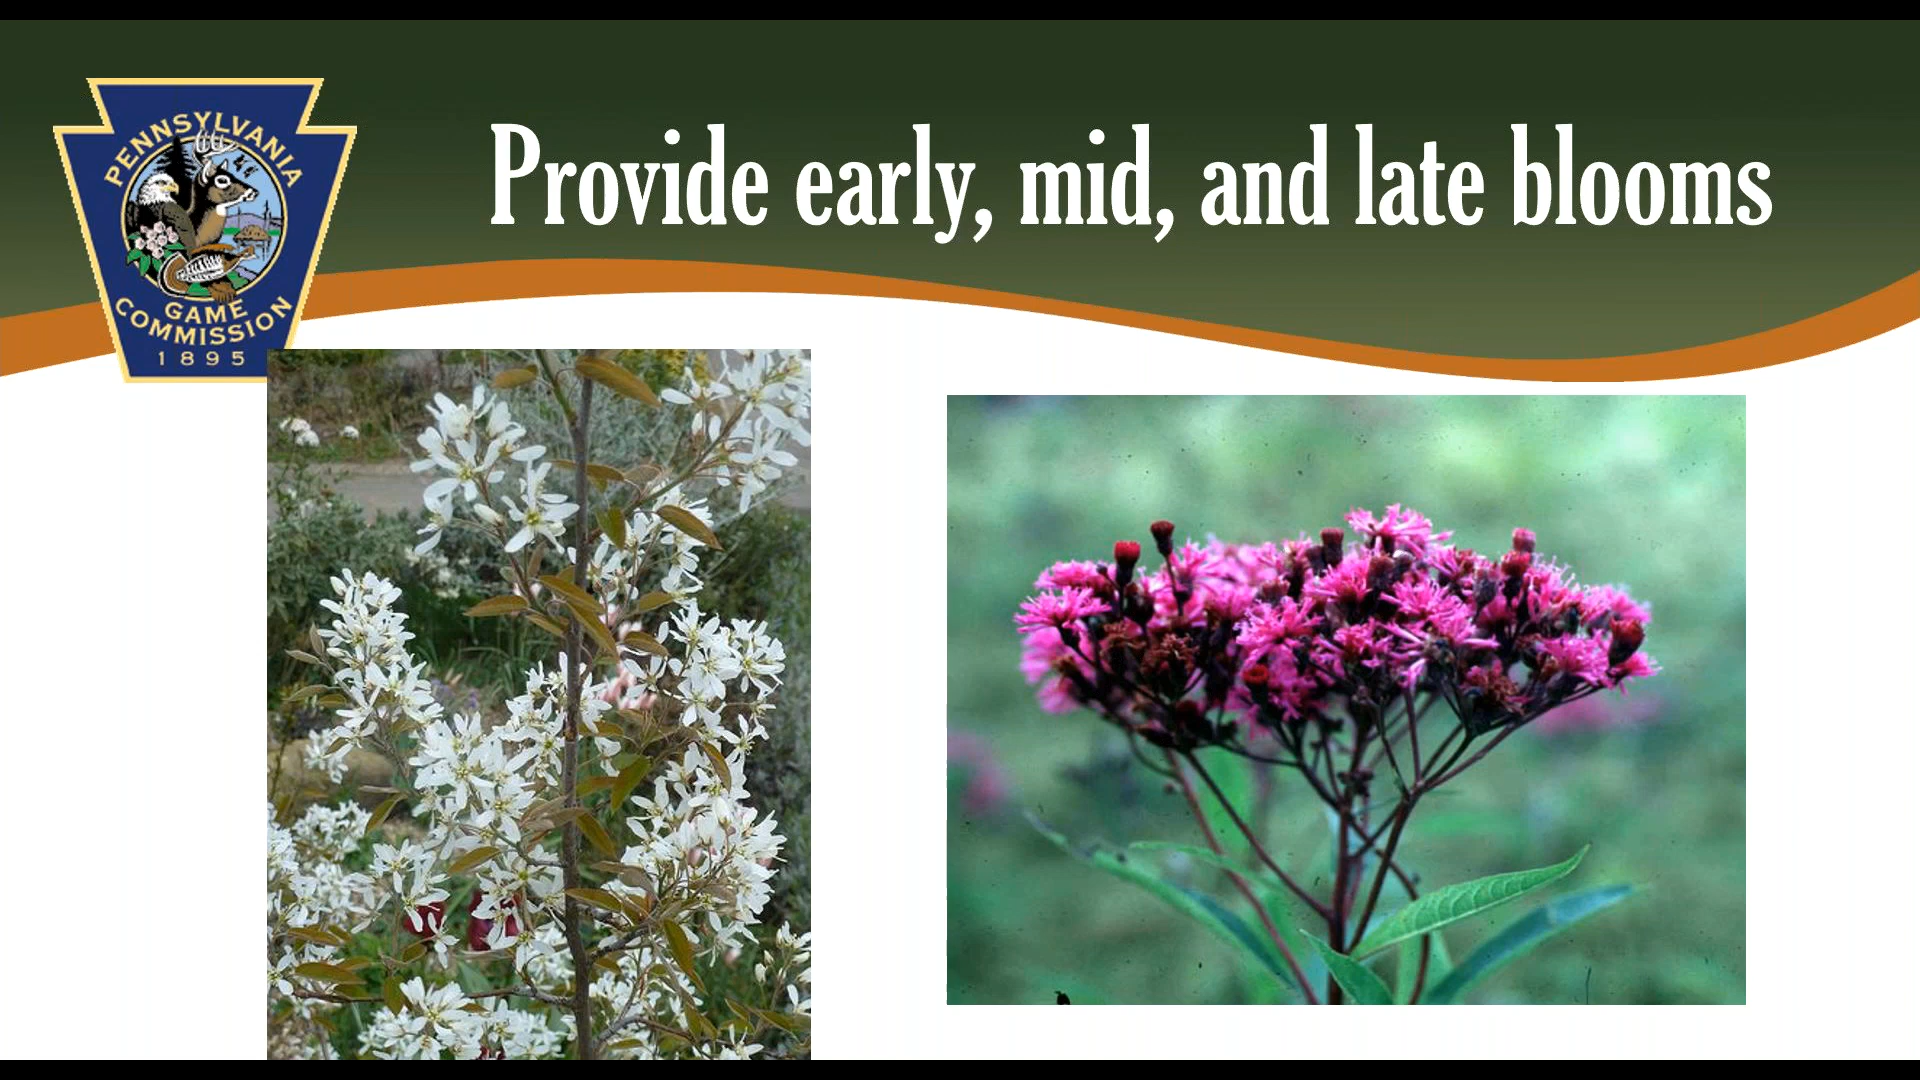 PENNSYLVANIA
GAME
COMMISSION
1895
Provide early, mid, and late blooms